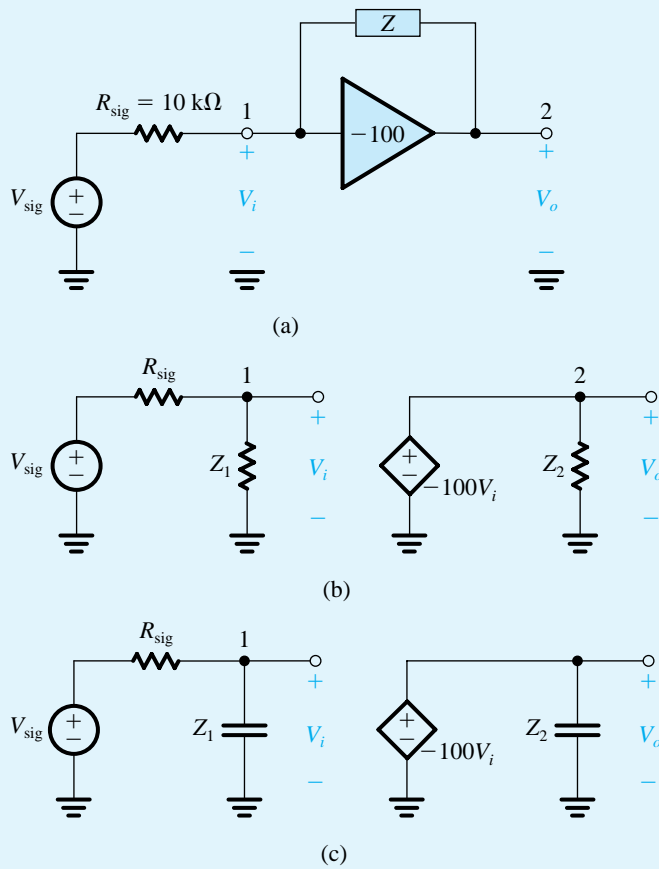 Z
R_sig = 10 kΩ
1
2
−100
+
+
V_sig
+
−
V_i
V_o
−
−
(a)
R_sig
1
2
+
+
V_sig
+
−
Z_1
V_i
+
−
−100V_i
Z_2
V_o
−
−
(b)
R_sig
1
+
+
V_sig
+
−
Z_1
V_i
+
−
−100V_i
Z_2
V_o
−
−
(c)